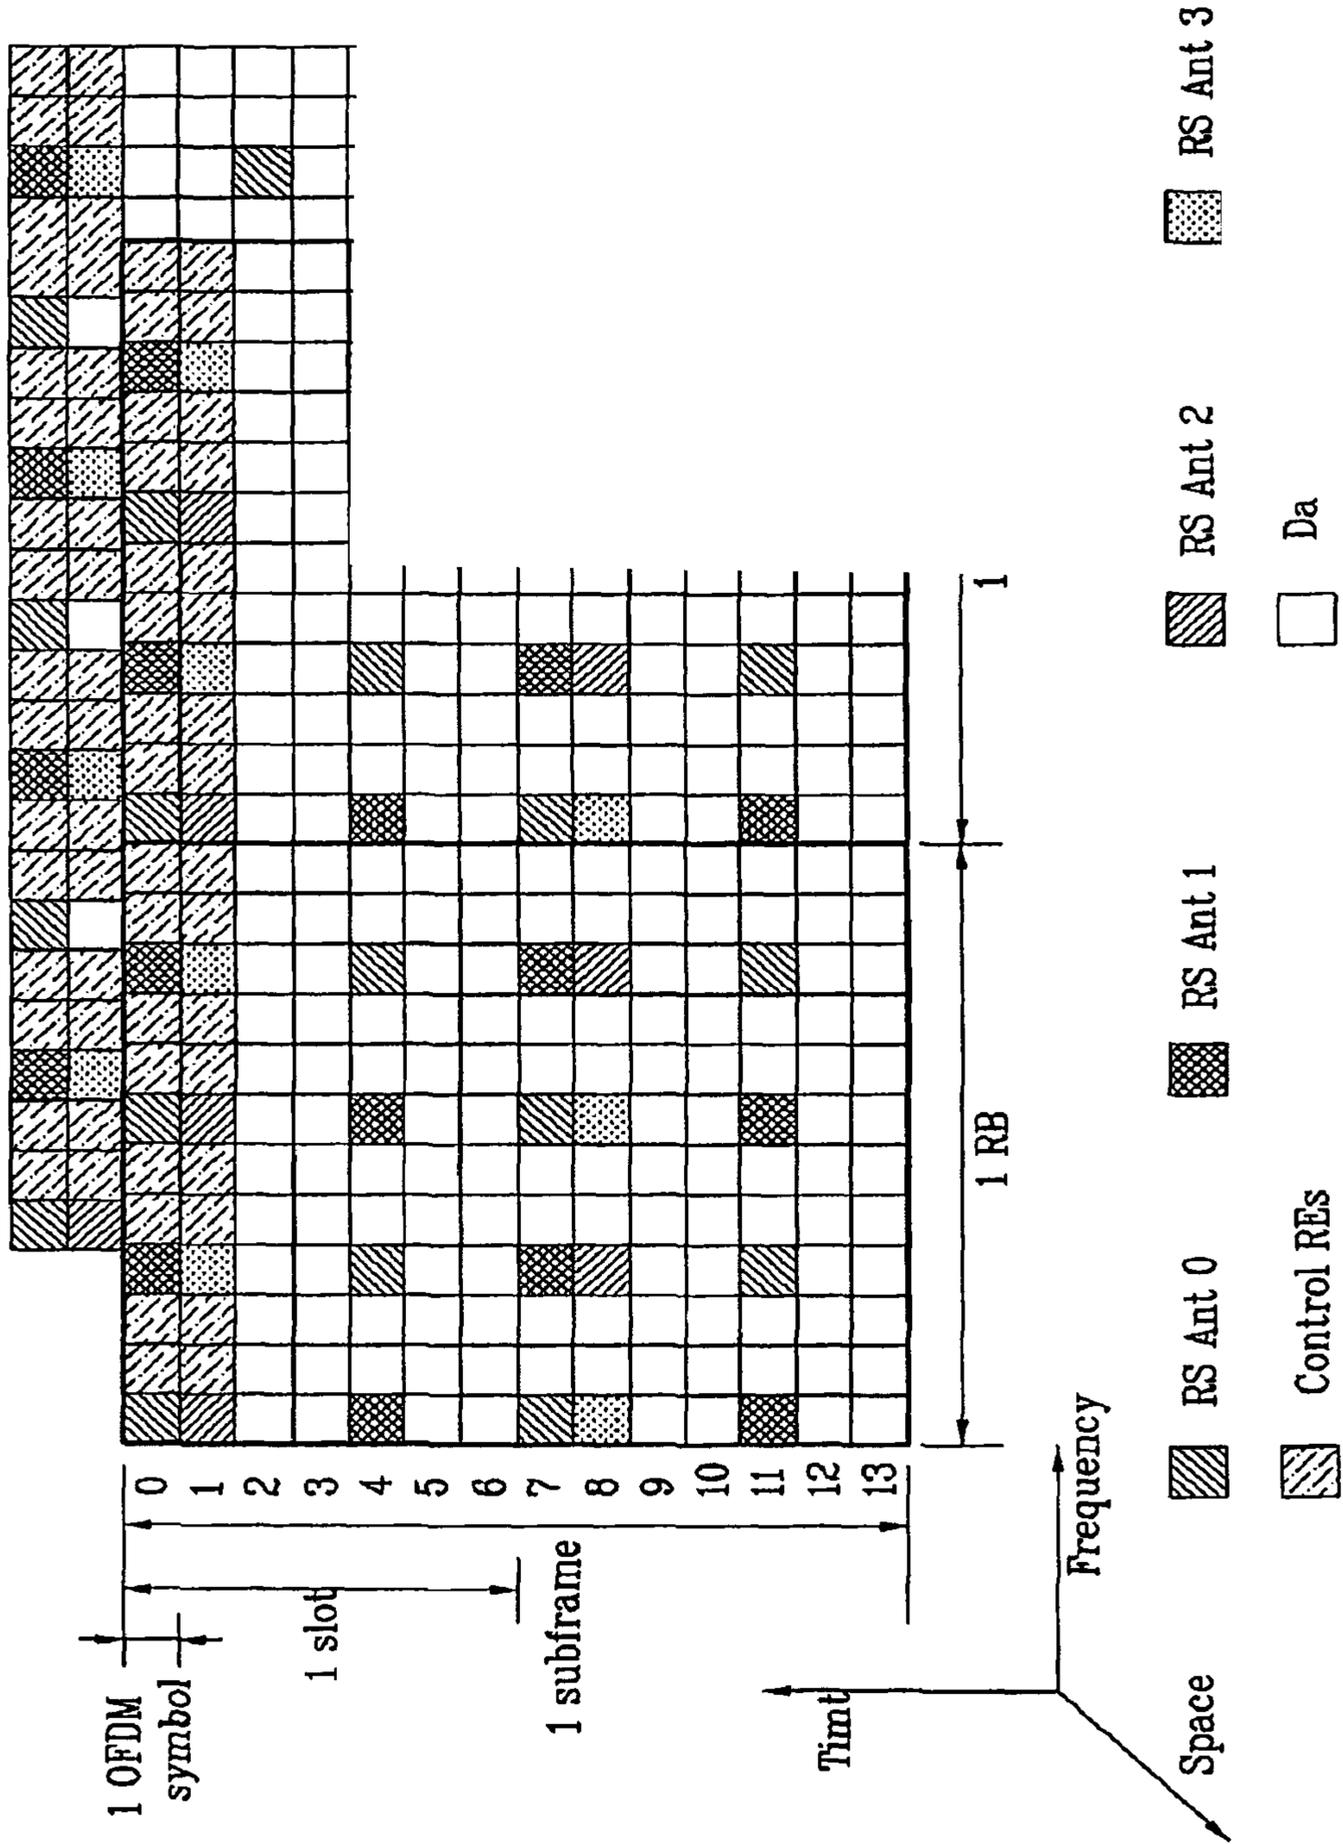 1 OFDM
symbol
1 slot
1 subframe
0
1
2
3
4
5
6
7
8
9
10
11
12
13
1 RB
1
Timt
Frequency
Space
RS Ant 0
RS Ant 1
RS Ant 2
RS Ant 3
Control REs
Da